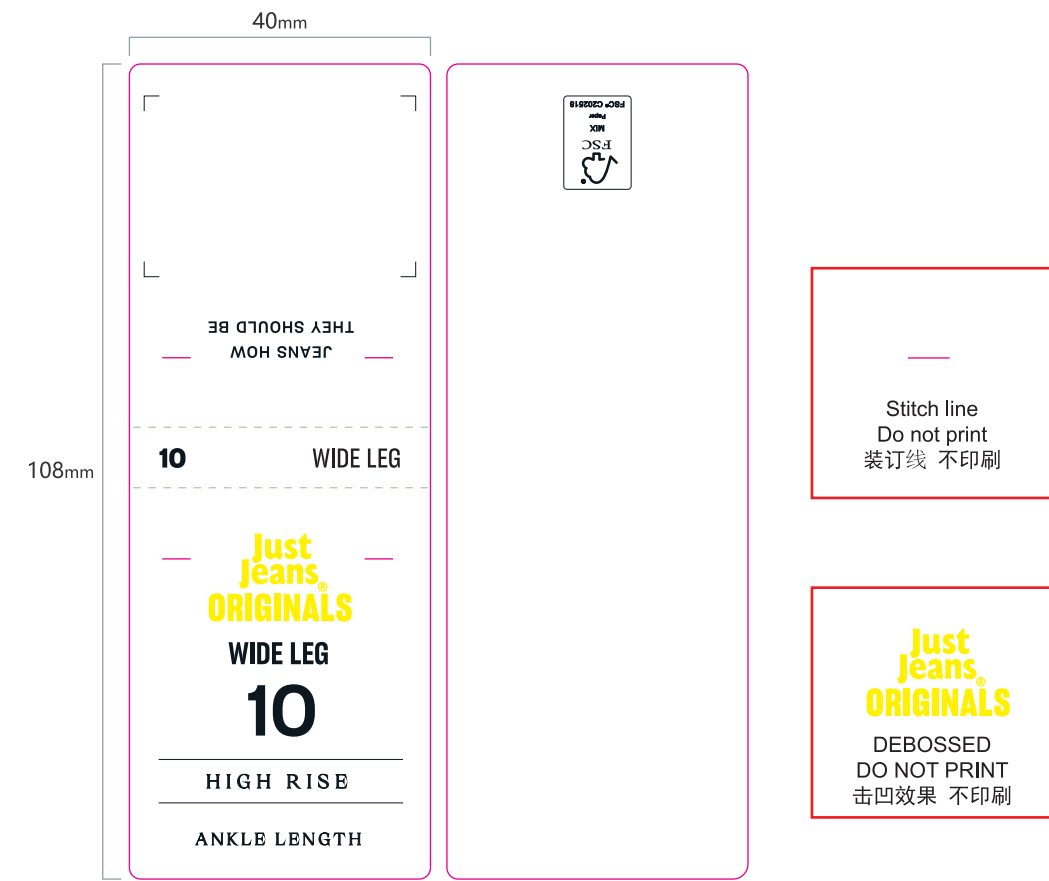 40mm
108mm
THEY SHOULD BE
JEANS HOW
10 WIDE LEG
Just
Jeans®
ORIGINALS
WIDE LEG
10
HIGH RISE
ANKLE LENGTH
FSC
MIX
Paper
FSC® C202518
Stitch line
Do not print
装订线 不印刷
Just
Jeans®
ORIGINALS
DEBOSSED
DO NOT PRINT
击凹效果 不印刷